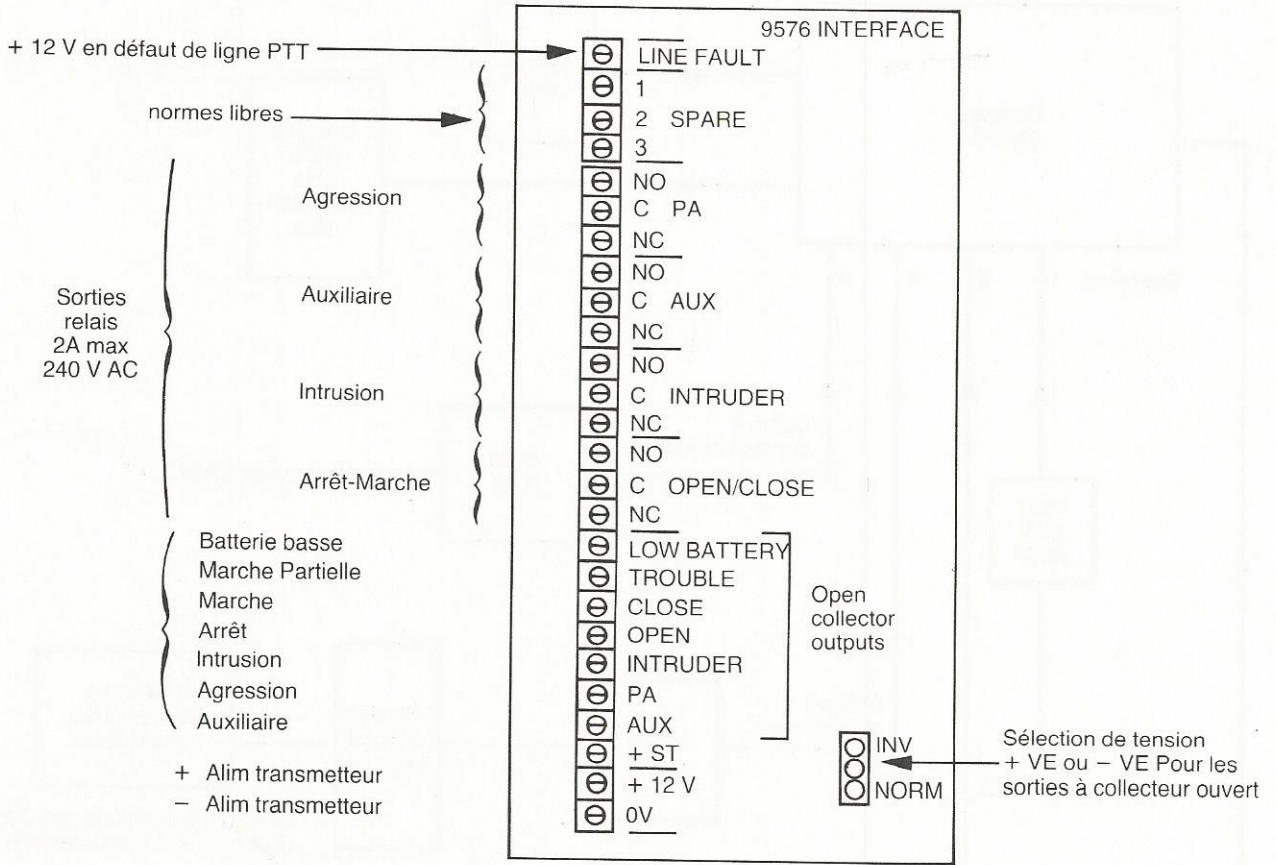 9576 INTERFACE
+ 12 V en défaut de ligne PTT
LINE FAULT
1
normes libres
2 SPARE
3
NO
Agression
C PA
NC
NO
Auxiliaire
C AUX
NC
Sorties
relais
2A max
240 V AC
NO
Intrusion
C INTRUDER
NC
NO
Arrêt-Marche
C OPEN/CLOSE
NC
Batterie basse
LOW BATTERY
Marche Partielle
TROUBLE
Marche
CLOSE
Arrêt
OPEN
Intrusion
INTRUDER
Agression
PA
Auxiliaire
AUX
Open
collector
outputs
+ ST
+ Alim transmetteur
+ 12 V
− Alim transmetteur
0V
INV
NORM
Sélection de tension
+ VE ou − VE Pour les
sorties à collecteur ouvert